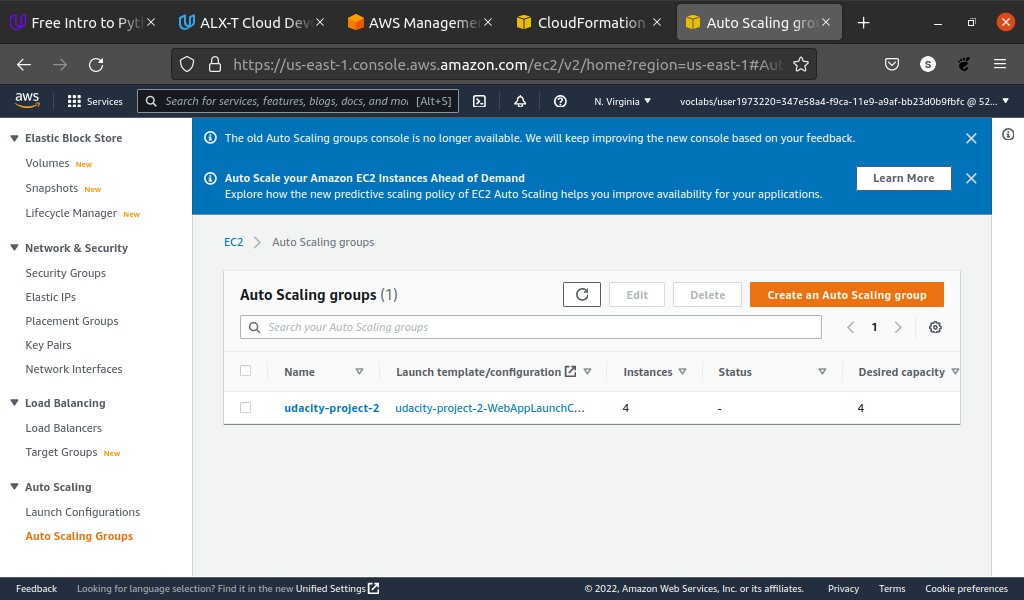 Free Intro to Pyt
ALX-T Cloud Dev
AWS Manageme
CloudFormation
Auto Scaling gro
https://us-east-1.console.aws.amazon.com/ec2/v2/home?region=us-east-1#Aut
S
aws
Services
Search for services, features, blogs, docs, and mo
[Alt+S]
N. Virginia
voclabs/user1973220=347e58a4-f9ca-11e9-a9af-bb23d0b9fbfc @ 52...
Elastic Block Store
Volumes New
Snapshots New
Lifecycle Manager New
Network & Security
Security Groups
Elastic IPs
Placement Groups
Key Pairs
Network Interfaces
Load Balancing
Load Balancers
Target Groups New
Auto Scaling
Launch Configurations
Auto Scaling Groups
The old Auto Scaling groups console is no longer available. We will keep improving the new console based on your feedback.
Auto Scale your Amazon EC2 Instances Ahead of Demand
Explore how the new predictive scaling policy of EC2 Auto Scaling helps you improve availability for your applications.
Learn More
EC2 Auto Scaling groups
Auto Scaling groups (1)
Edit
Delete
Create an Auto Scaling group
Search your Auto Scaling groups
1
Name Launch template/configuration Instances Status Desired capacity
udacity-project-2 udacity-project-2-WebAppLaunchC... 4 - 4
Feedback
Looking for language selection? Find it in the new Unified Settings
© 2022, Amazon Web Services, Inc. or its affiliates.
Privacy
Terms
Cookie preferences